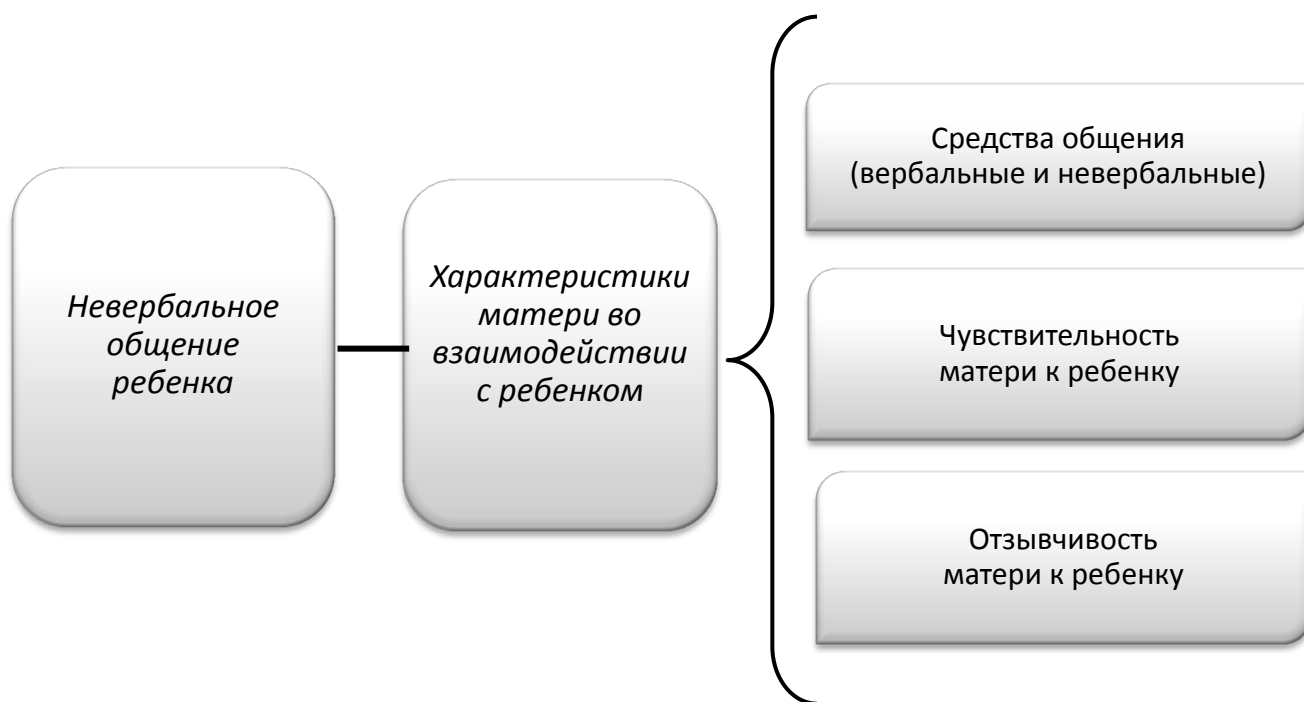 Невербальное
общение
ребенка
Характеристики
матери во
взаимодействии
с ребенком
Средства общения
(вербальные и невербальные)
Чувствительность
матери к ребенку
Отзывчивость
матери к ребенку